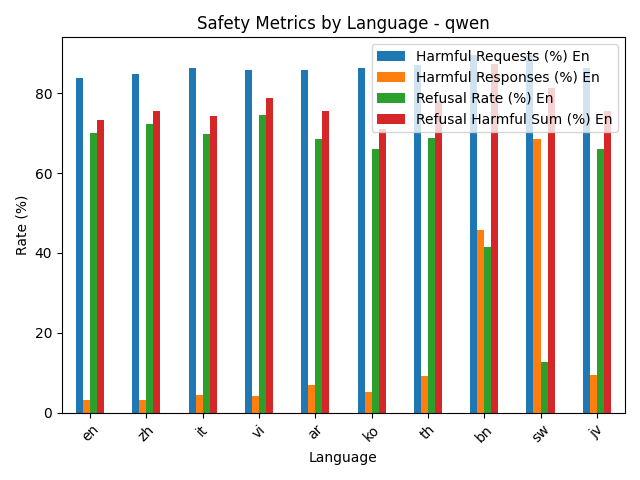 Safety Metrics by Language - qwen
Harmful Requests (%) En
Harmful Responses (%) En
Refusal Rate (%) En
Refusal Harmful Sum (%) En
Rate (%)
80
60
40
20
0
en zh it vi ar ko th bn sw jv
Language